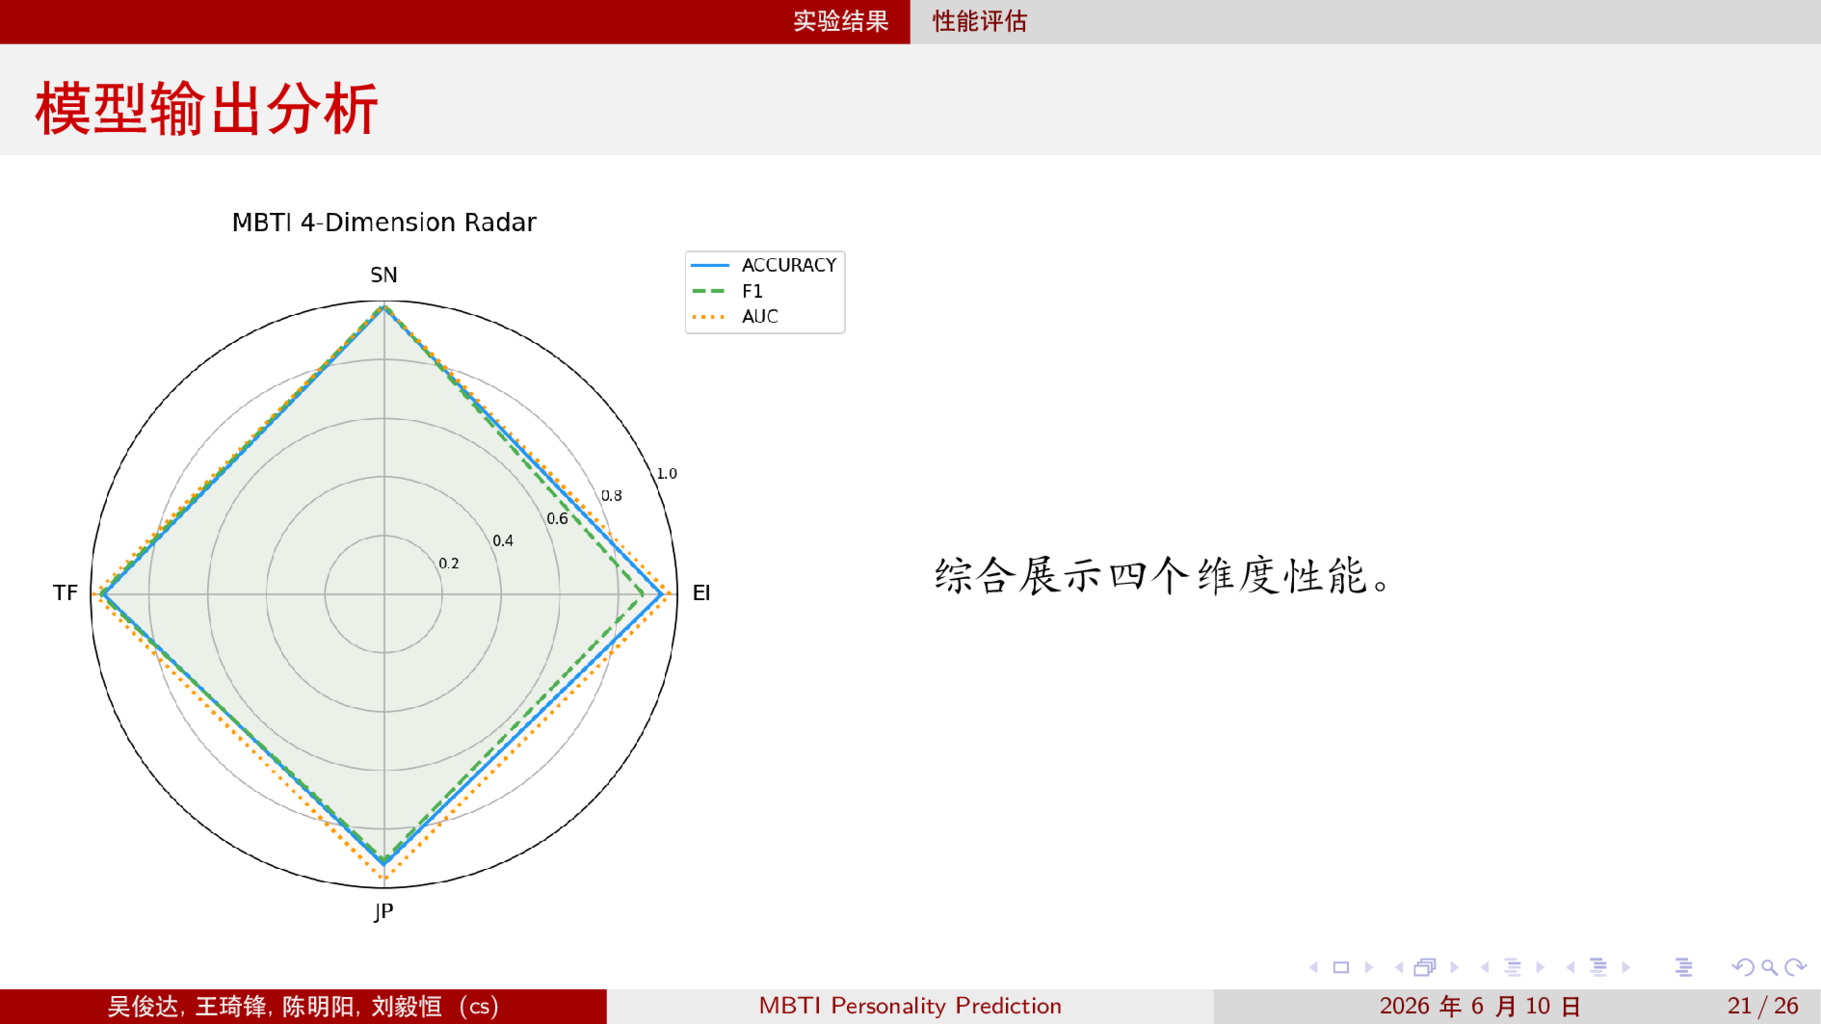 实验结果 性能评估
模型输出分析
MBTI 4-Dimension Radar
ACCURACY
F1
AUC
SN
1.0
0.8
0.6
0.4
0.2
TF
EI
JP
综合展示四个维度性能。
吴俊达, 王琦锋, 陈明阳, 刘毅恒 (cs) MBTI Personality Prediction 2026 年 6 月 10 日 21 / 26